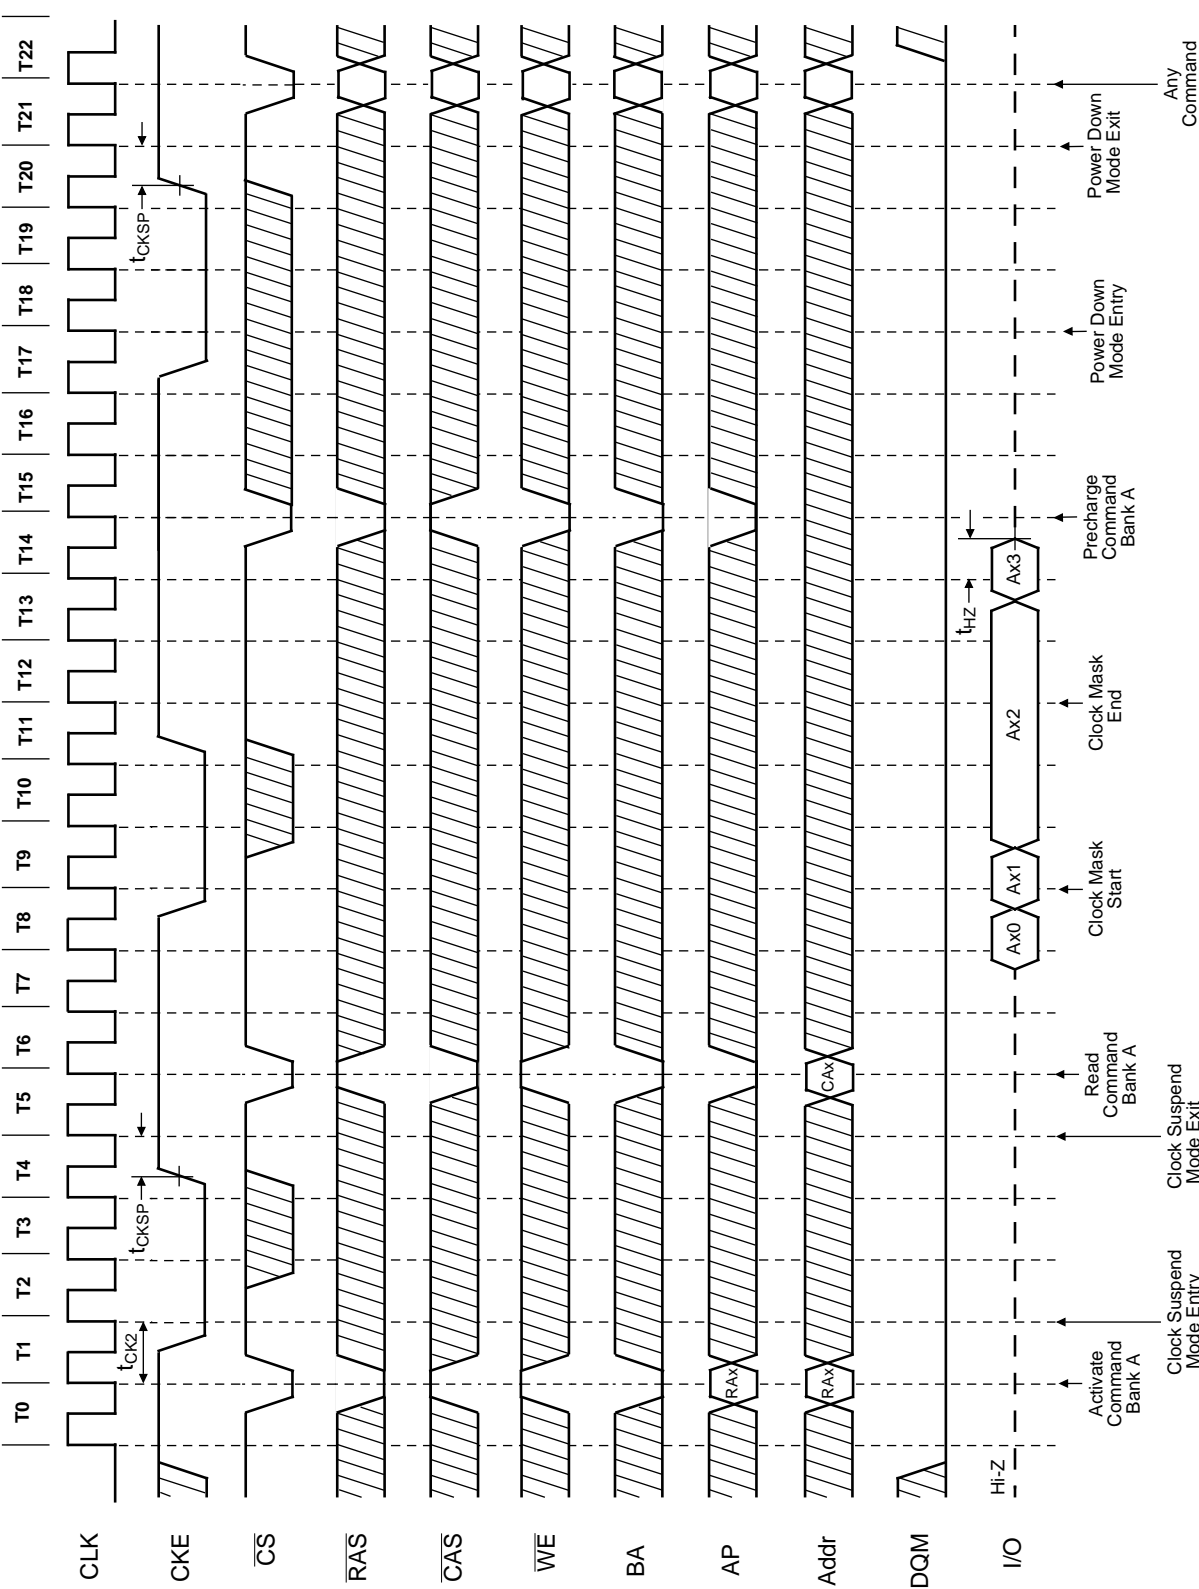 T0 T1 T2 T3 T4 T5 T6 T7 T8 T9 T10 T11 T12 T13 T14 T15 T16 T17 T18 T19 T20 T21 T22
CLK
tCK2
tCKSP
tCKSP
CKE
CS
RAS
CAS
WE
BA
AP
RAx
Addr
RAx
CAx
DQM
tHZ
I/O
Hi-Z
Ax0
Ax1
Ax2
Ax3
Activate
Command
Bank A
Clock Suspend
Mode Entry
Clock Suspend
Mode Exit
Read
Command
Bank A
Clock Mask
Start
Clock Mask
End
Precharge
Command
Bank A
Power Down
Mode Entry
Power Down
Mode Exit
Any
Command